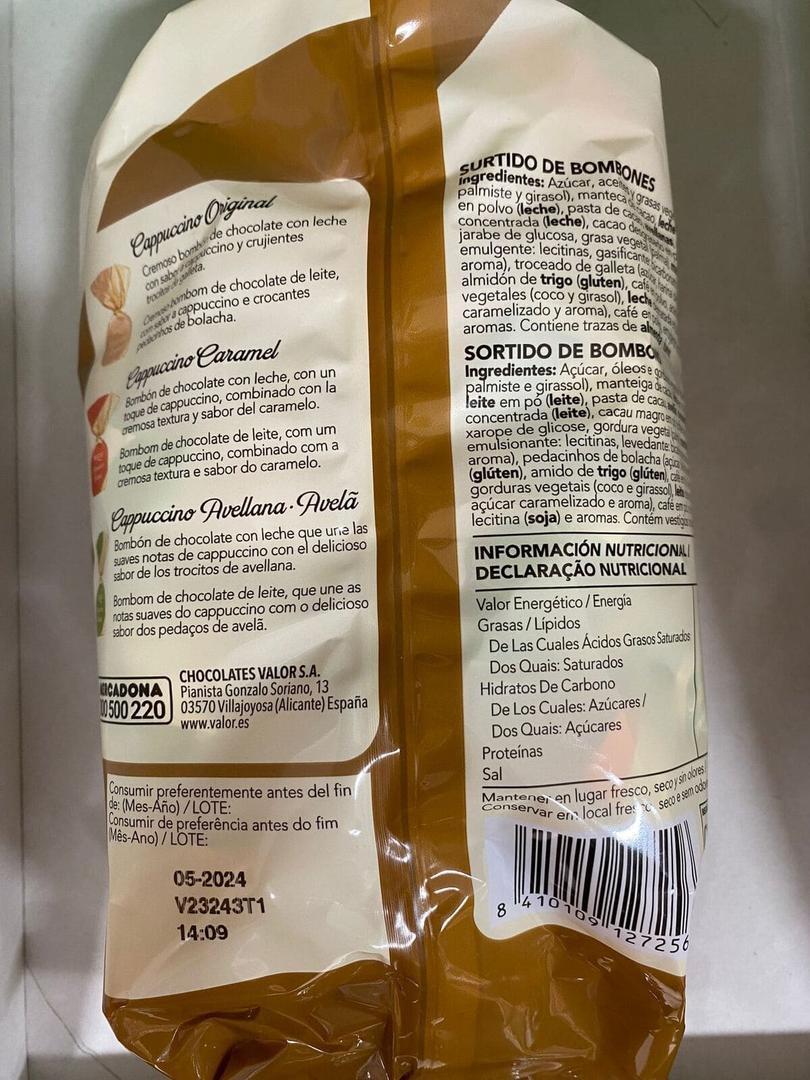 Cappuccino Original
Cremoso bombón de chocolate con leche
con sabor a cappuccino y crujientes
trocitos de galleta.
Cremoso bombom de chocolate de leite,
com sabor a cappuccino e crocantes
pedacinhos de bolacha.
Cappuccino Caramel
Bombón de chocolate con leche, con un
toque de cappuccino, combinado con la
cremosa textura y sabor del caramelo.
Bombom de chocolate de leite, com um
toque de cappuccino, combinado com a
cremosa textura e sabor do caramelo.
Cappuccino Avellana · Avelã
Bombón de chocolate con leche que une las
suaves notas de cappuccino con el delicioso
sabor de los trocitos de avellana.
Bombom de chocolate de leite, que une as
notas suaves do cappuccino com o delicioso
sabor dos pedaços de avelã.
MERCADONA
500 220
CHOCOLATES VALOR S.A.
Pianista Gonzalo Soriano, 13
03570 Villajoyosa (Alicante) España
www.valor.es
Consumir preferentemente antes del fin
de: (Mes-Año) / LOTE:
Consumir de preferência antes do fim
(Mês-Ano) / LOTE:
05-2024
V23243T1
14:09
SURTIDO DE BOMBONES
Ingredientes: Azúcar, aceites y grasas
palmiste y girasol), manteca cacao, leche
en polvo (leche), pasta de
concentrada (leche), cacao
jarabe de glucosa, grasa vegetal
emulgente: lecitinas, gasificante
aroma), troceado de galleta
almidón de trigo (gluten), café
vegetales (coco y girasol),
caramelizado y aroma), café
aromas. Contiene trazas de
SORTIDO DE BOMBO
Ingredientes: Açúcar, óleos e
palmiste e girassol), manteiga
leite em pó (leite), pasta de cacau
concentrada (leite), cacau magro
xarope de glicose, gordura vegetal
emulsionante: lecitinas, levedante:
aroma), pedacinhos de bolacha
(glúten), amido de trigo (glúten),
gorduras vegetais (coco e girassol),
açúcar caramelizado e aroma), café em
lecitina (soja) e aromas. Contém
INFORMACIÓN NUTRICIONAL /
DECLARAÇÃO NUTRICIONAL
Valor Energético / Energía
Grasas / Lípidos
De Las Cuales Ácidos Grasos Saturados
Dos Quais: Saturados
Hidratos De Carbono
De Los Cuales: Azúcares /
Dos Quais: Açúcares
Proteínas
Sal
Mantener en lugar fresco, seco y sin olores
Conservar em local fresco, seco e sem
8 410109 127256